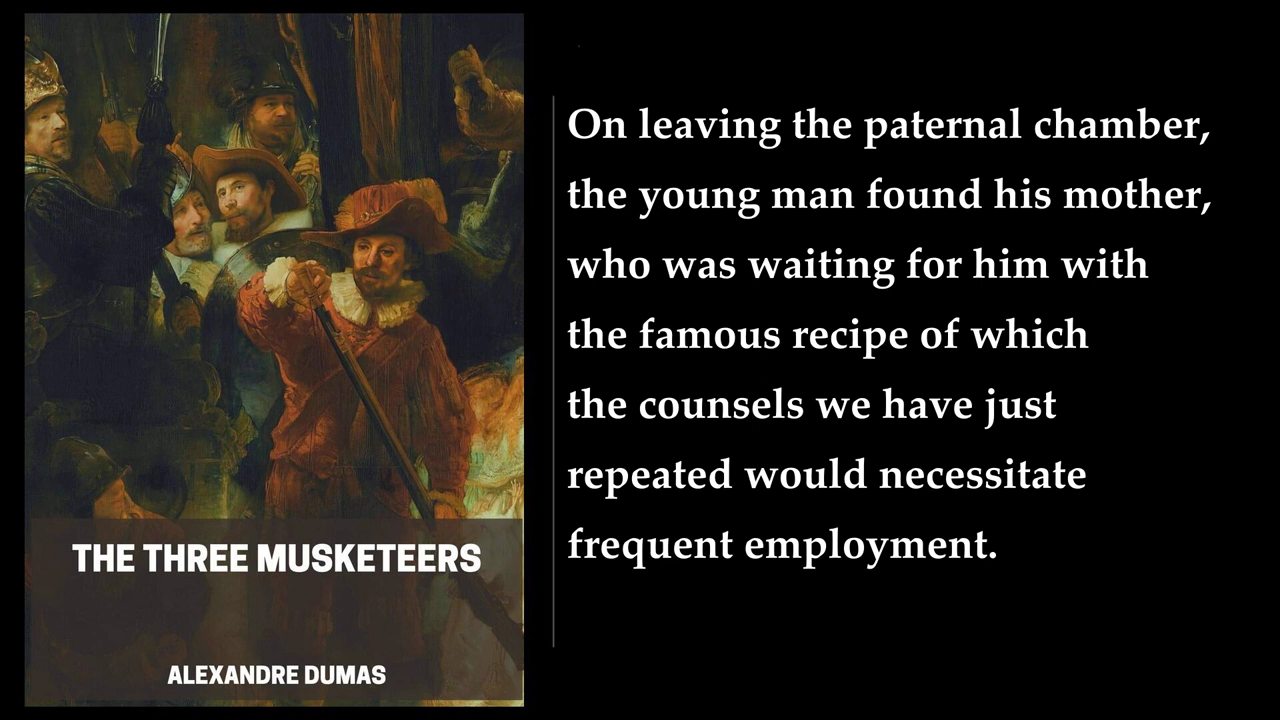 THE THREE MUSKETEERS
ALEXANDRE DUMAS
On leaving the paternal chamber,
the young man found his mother,
who was waiting for him with
the famous recipe of which
the counsels we have just
repeated would necessitate
frequent employment.